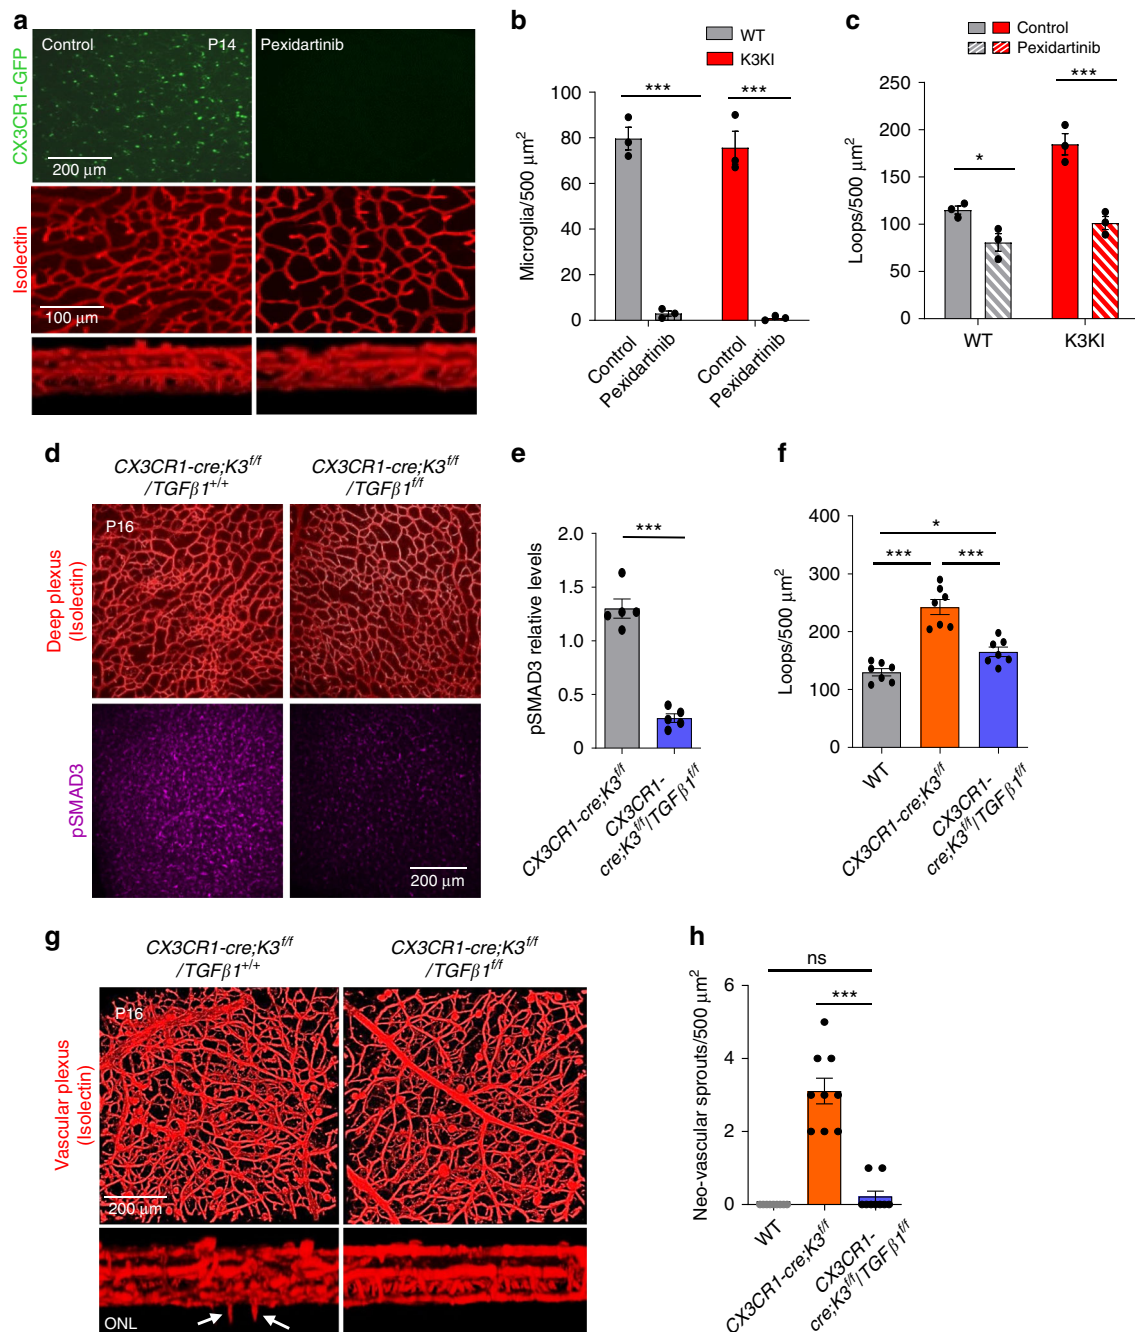 a
Control
P14
Pexidartinib
CX3CR1-GFP
200 μm
Isolectin
100 μm
b
WT
K3KI
Microglia/500 μm²
100
80
60
40
20
0
***
***
Control
Pexidartinib
Control
Pexidartinib
c
Control
Pexidartinib
Loops/500 μm²
250
200
150
100
50
0
*
***
WT
K3KI
d
CX3CR1-cre;K3f/f
/TGFβ1+/+
CX3CR1-cre;K3f/f
/TGFβ1f/f
P16
Deep plexus
(Isolectin)
pSMAD3
200 μm
e
pSMAD3 relative levels
2.0
1.5
1.0
0.5
0
***
CX3CR1-cre;K3f/f
CX3CR1-
cre;K3f/f/TGFβ1f/f
f
Loops/500 μm²
400
300
200
100
0
*
***
***
WT
CX3CR1-cre;K3f/f
CX3CR1-
cre;K3f/f/TGFβ1f/f
g
CX3CR1-cre;K3f/f
/TGFβ1+/+
CX3CR1-cre;K3f/f
/TGFβ1f/f
P16
Vascular plexus
(Isolectin)
200 μm
ONL
h
Neo-vascular sprouts/500 μm²
6
4
2
0
ns
***
WT
CX3CR1-cre;K3f/f
CX3CR1-
cre;K3f/f/TGFβ1f/f